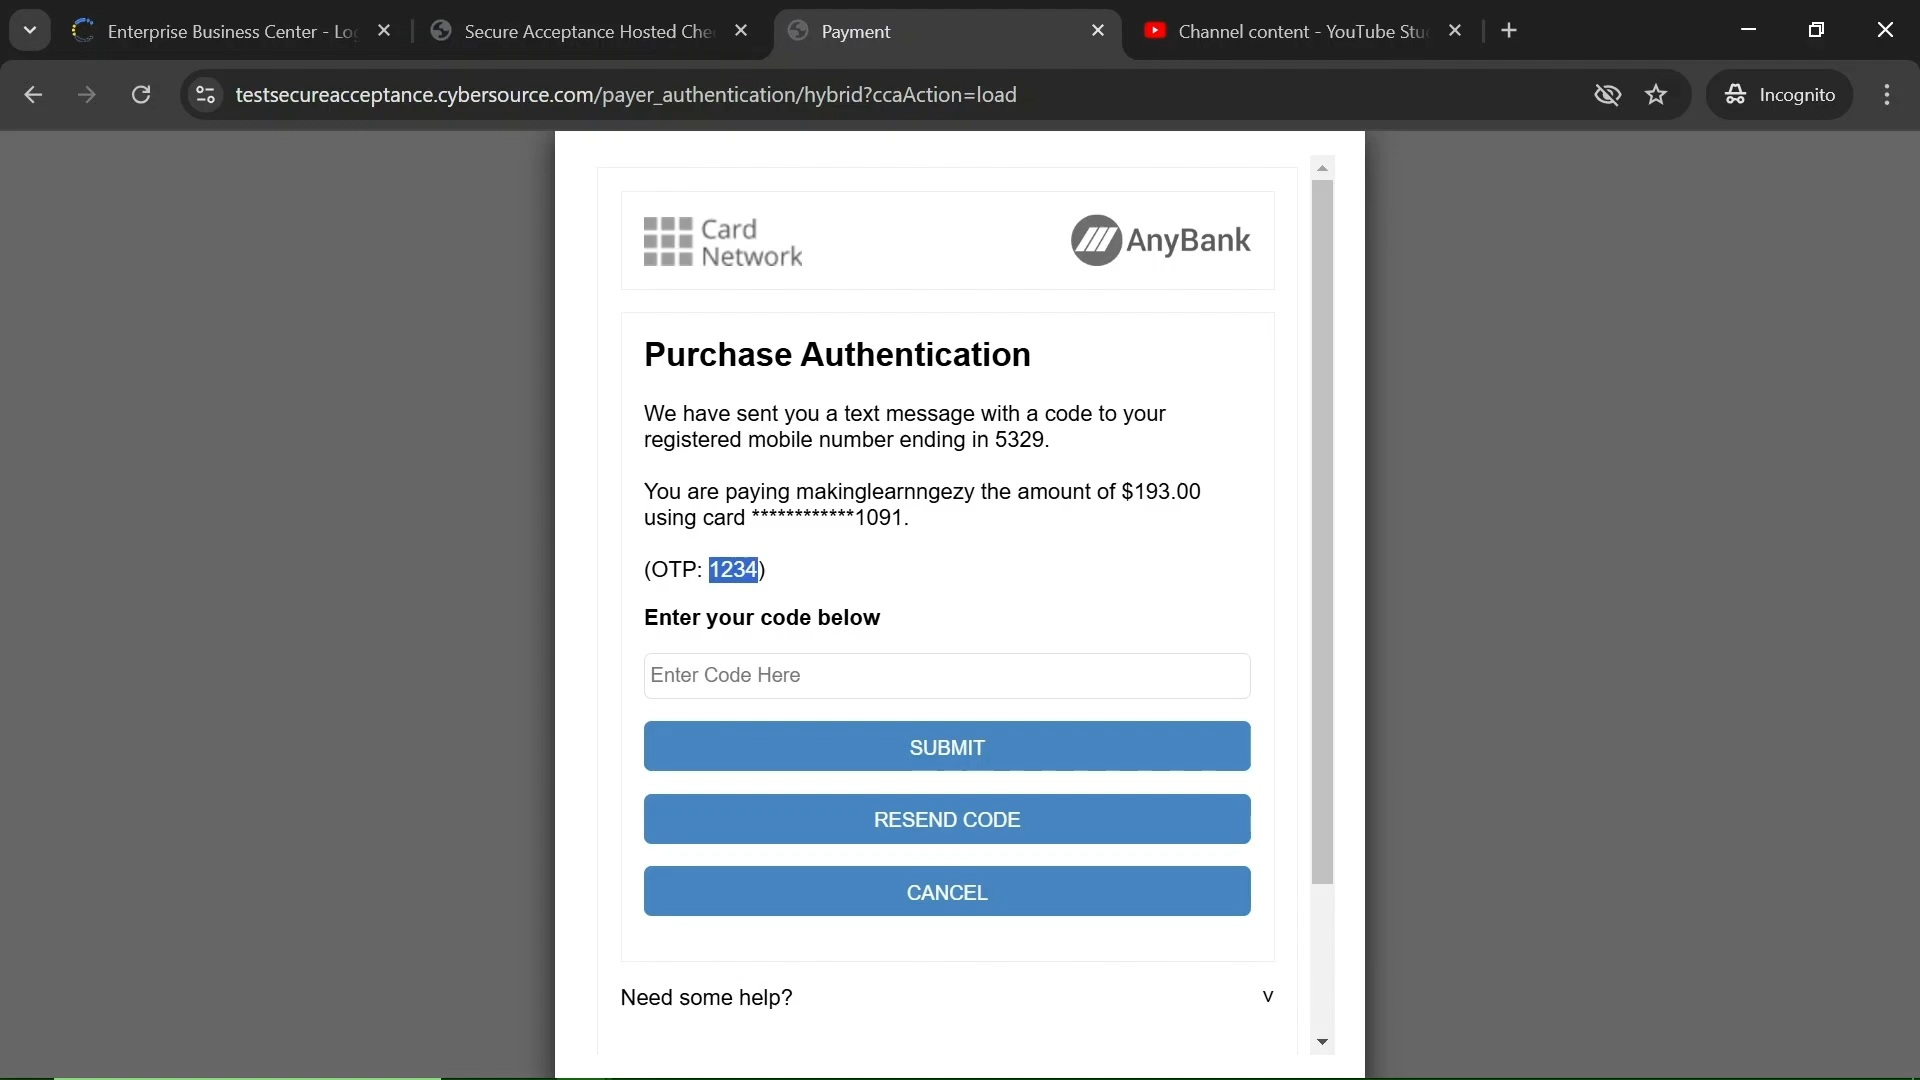 Enterprise Business Center - Lo
Secure Acceptance Hosted Che
Payment
Channel content - YouTube Stu
testsecureacceptance.cybersource.com/payer_authentication/hybrid?ccaAction=load
Incognito
Card
Network
AnyBank
Purchase Authentication
We have sent you a text message with a code to your
registered mobile number ending in 5329.
You are paying makinglearnngezy the amount of $193.00
using card ************1091.
(OTP: 1234)
Enter your code below
Enter Code Here
SUBMIT
RESEND CODE
CANCEL
Need some help?
v